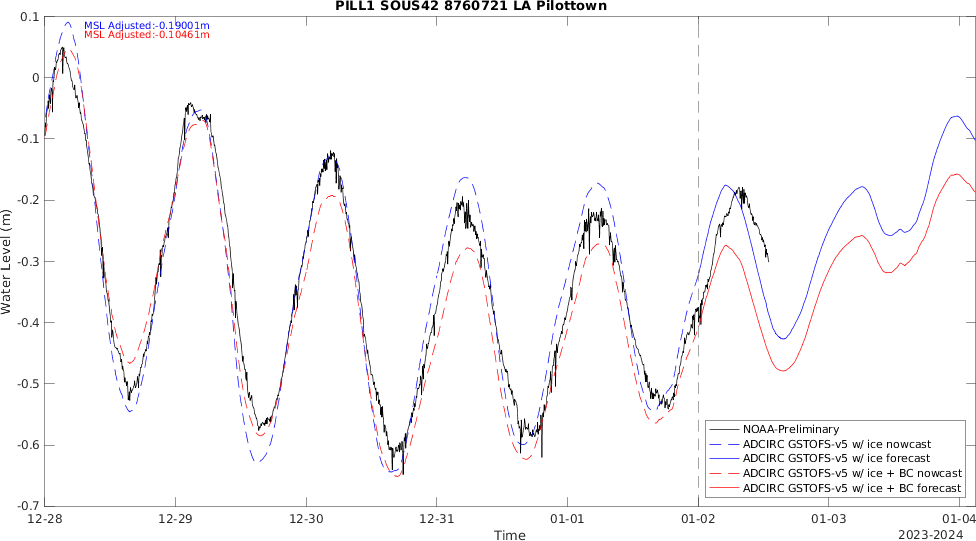 PILL1 SOUS42 8760721 LA Pilottown
MSL Adjusted:-0.19001m
MSL Adjusted:-0.10461m
0.1
0
-0.1
-0.2
-0.3
-0.4
-0.5
-0.6
-0.7
Water Level (m)
NOAA-Preliminary
ADCIRC GSTOFS-v5 w/ ice nowcast
ADCIRC GSTOFS-v5 w/ ice forecast
ADCIRC GSTOFS-v5 w/ ice + BC nowcast
ADCIRC GSTOFS-v5 w/ ice + BC forecast
12-28 12-29 12-30 12-31 01-01 01-02 01-03 01-04
Time
2023-2024